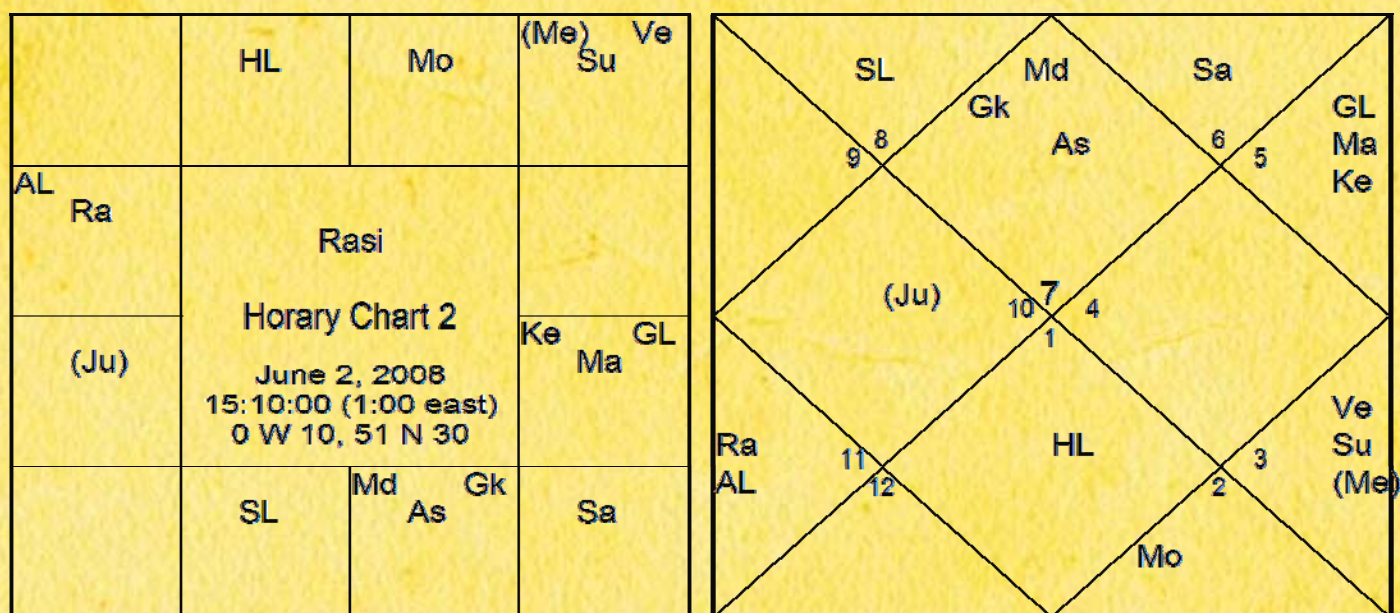 HL
Mo
(Me) Ve
Su
AL
Ra
Rasi
Horary Chart 2
June 2, 2008
15:10:00 (1:00 east)
0 W 10, 51 N 30
(Ju)
Ke GL
Ma
SL
Md Gk
As
Sa
SL
Md
Sa
Gk
As
GL
Ma
Ke
8
9
6
5
(Ju)
10
7
4
1
HL
Ra
AL
11
12
Ve
Su
(Me)
3
2
Mo